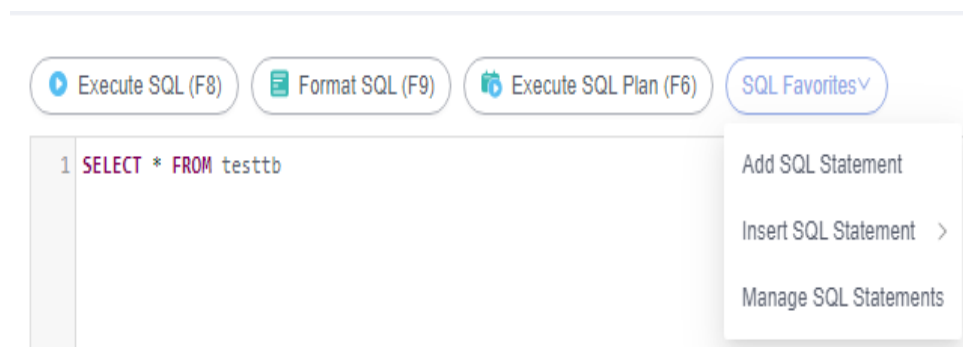 Execute SQL (F8) Format SQL (F9) Execute SQL Plan (F6) SQL Favorites
1 SELECT * FROM testtb
Add SQL Statement
Insert SQL Statement >
Manage SQL Statements